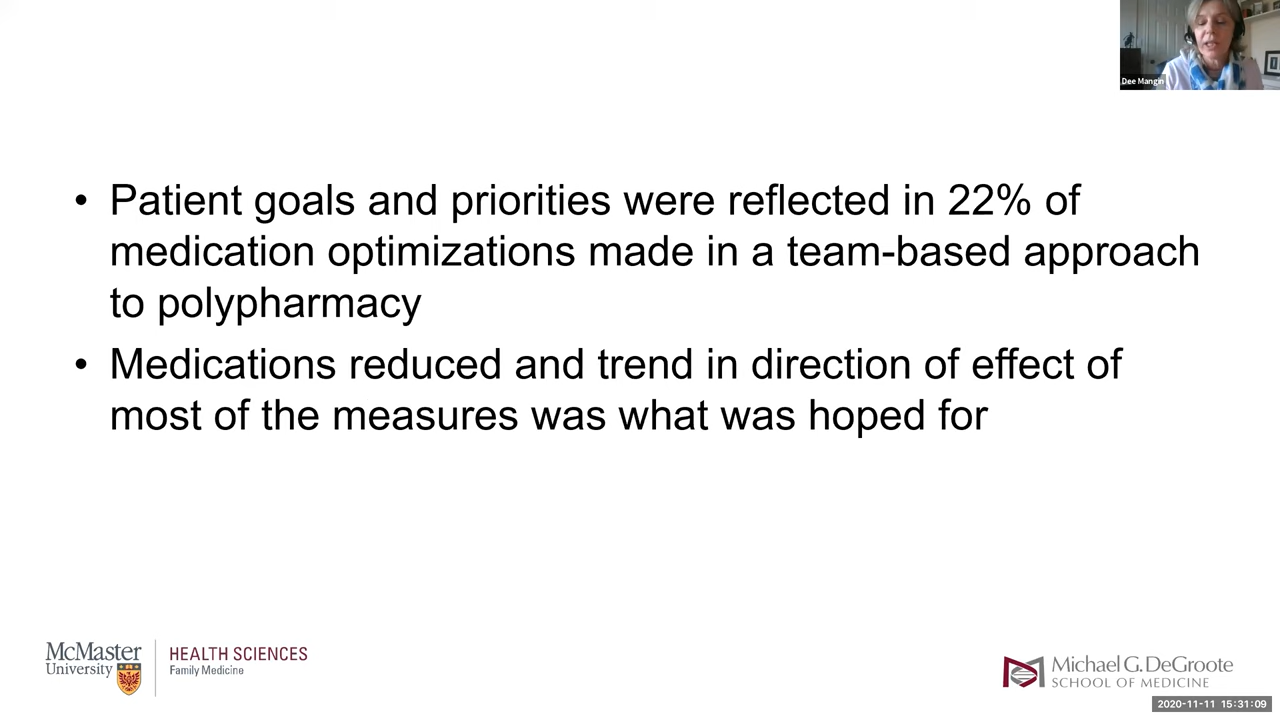 Dee Mangin
• Patient goals and priorities were reflected in 22% of
medication optimizations made in a team-based approach
to polypharmacy
• Medications reduced and trend in direction of effect of
most of the measures was what was hoped for
McMaster
University
HEALTH SCIENCES
Family Medicine
Michael G. DeGroote
SCHOOL OF MEDICINE
2020-11-11 15:31:09